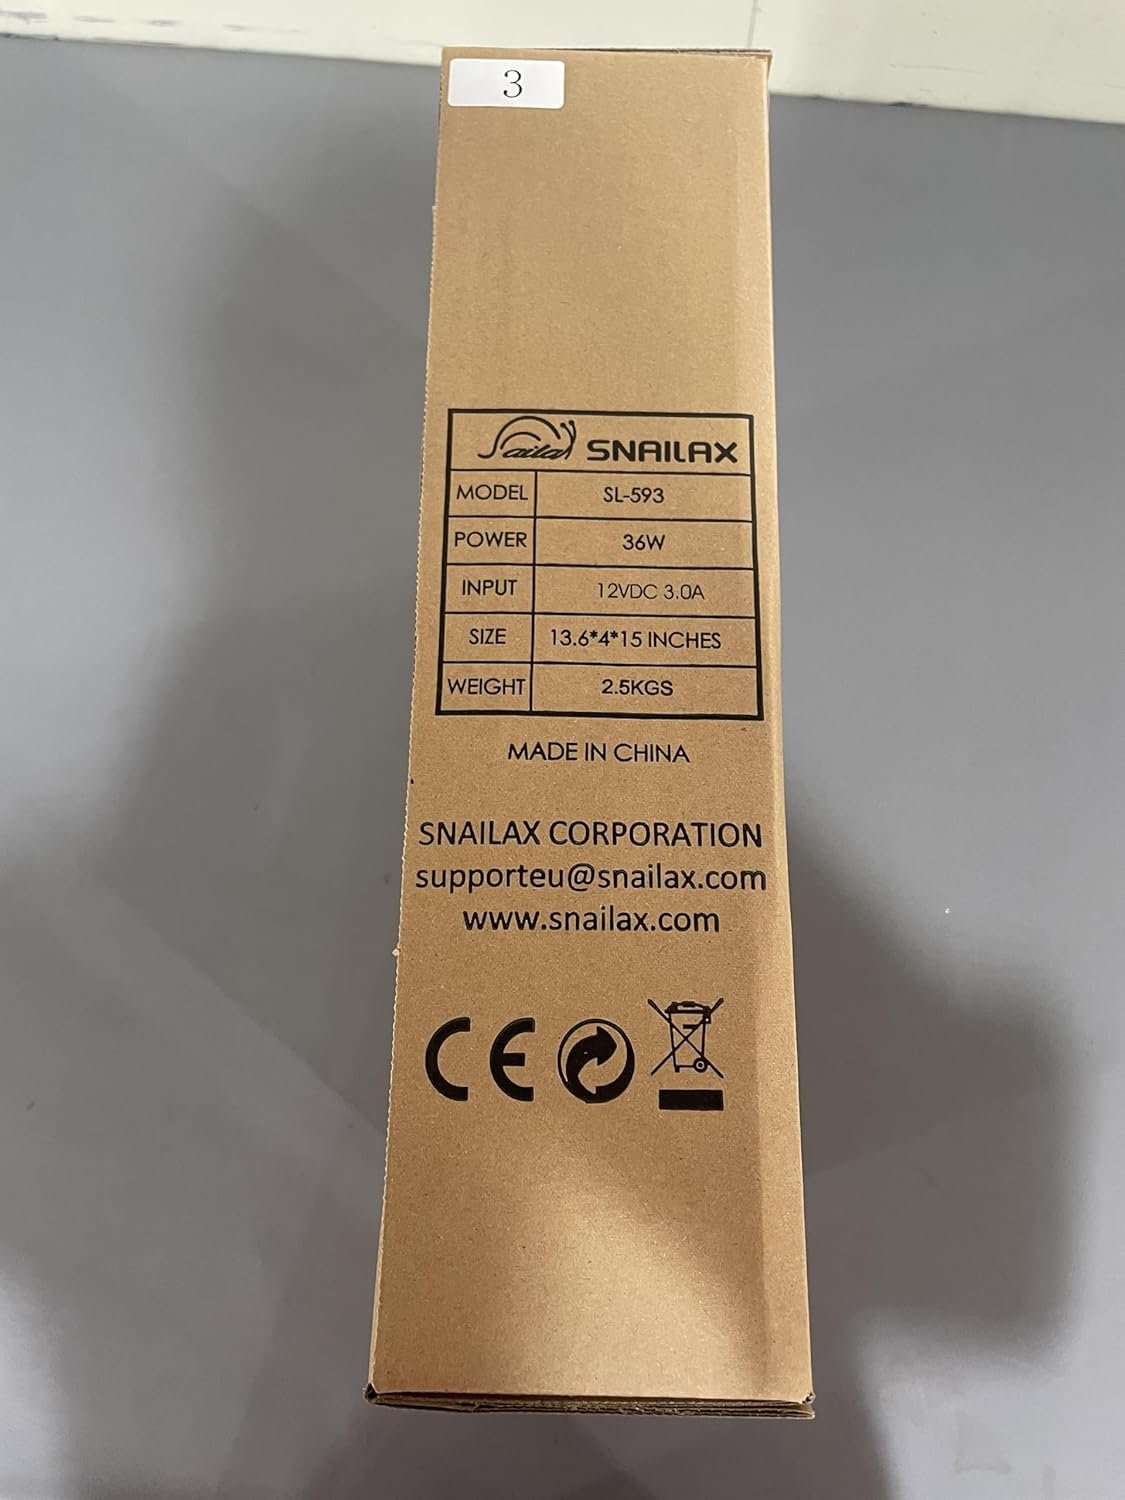 3
Snailax SNAILAX
MODEL SL-593
POWER 36W
INPUT 12VDC 3.0A
SIZE 13.6*4*15 INCHES
WEIGHT 2.5KGS
MADE IN CHINA
SNAILAX CORPORATION
supporteu@snailax.com
www.snailax.com
CE